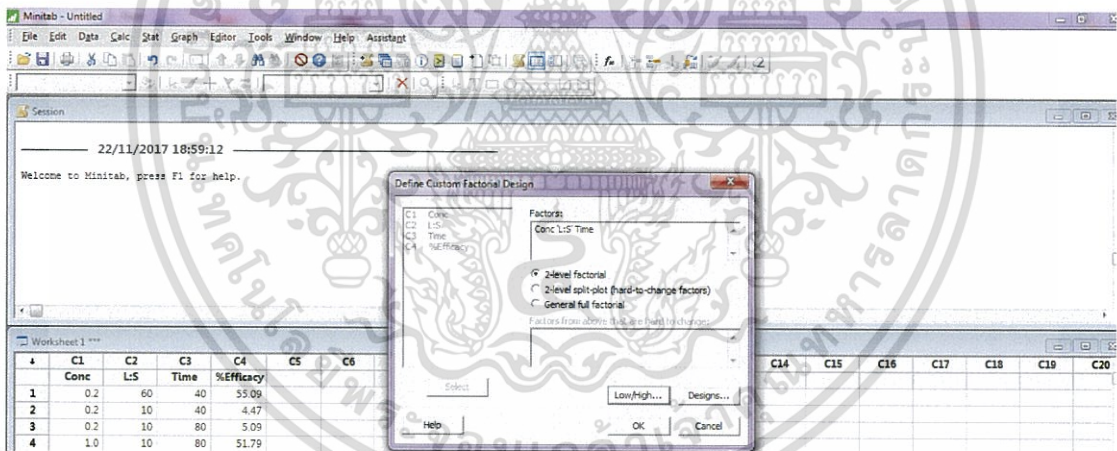 Minitab - Untitled
File Edit Data Calc Stat Graph Editor Tools Window Help Assistant
Session
22/11/2017 18:59:12
Welcome to Minitab, press F1 for help.
Define Custom Factorial Design
C1 Conc
C2 L:S
C3 Time
C4 %Efficacy
Factors:
Conc 'L:S' Time
2-level factorial
2-level split-plot (hard-to-change factors)
General full factorial
Factors from above that are hard to change:
Select
Low/High... Designs...
Help OK Cancel
Worksheet 1 ***
C1 C2 C3 C4 C5 C6 C14 C15 C16 C17 C18 C19 C20
Conc L:S Time %Efficacy
1 0.2 60 40 55.09
2 0.2 10 40 4.47
3 0.2 10 80 5.09
4 1.0 10 80 51.79